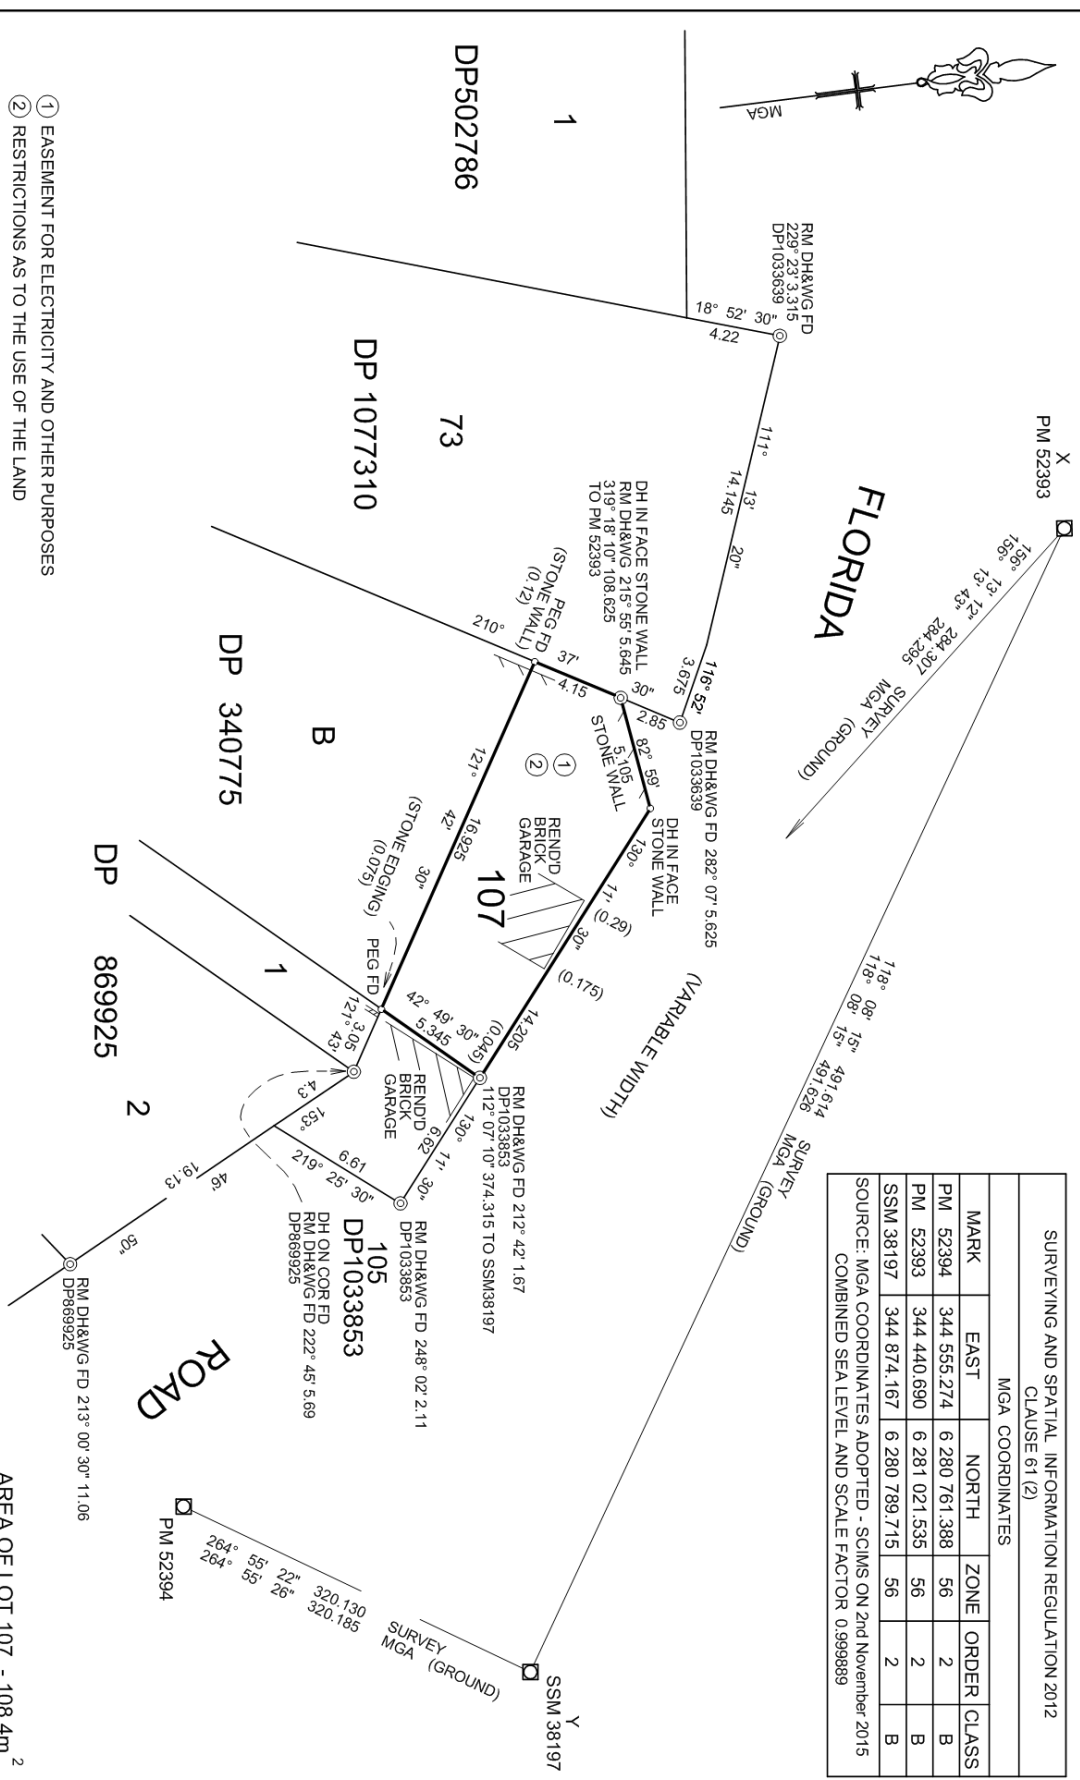 SURVEYING AND SPATIAL INFORMATION REGULATION 2012
CLAUSE 61 (2)
MGA COORDINATES
MARK EAST NORTH ZONE ORDER CLASS
PM 52394 344 555.274 6 280 761.388 56 2 B
PM 52393 344 440.690 6 281 021.535 56 2 B
SSM 38197 344 874.167 6 280 789.715 56 2 B
SOURCE: MGA COORDINATES ADOPTED - SCIMS ON 2nd November 2015
COMBINED SEA LEVEL AND SCALE FACTOR 0.999889
MGA
X
PM 52393
156° 13' 12" 284.307 SURVEY
156° 13' 43" 284.295 MGA (GROUND)
118° 08' 15" 491.614 SURVEY
118° 08' 15" 491.626 MGA (GROUND)
FLORIDA
(VARIABLE WIDTH)
ROAD
RM DH&WG FD
229° 23' 3.315
DP1033639
18° 52' 30"
4.22
111° 13' 20"
14.145
116° 52'
3.675
RM DH&WG FD 282° 07' 5.625
DP1033639
DH IN FACE STONE WALL
RM DH&WG 215° 55' 5.645
319° 18' 10" 108.625
TO PM 52393
210° 37' 30"
4.15
2.85
PEG FD
(STONE WALL)
(0.12)
82° 59'
5.105
STONE WALL
DH IN FACE
STONE WALL
130° 11' 30"
14.205
(0.29)
(0.175)
(0.045)
1
2
REND'D
BRICK
GARAGE
107
121° 42' 30"
16.925
(STONE EDGING)
(0.075)
PEG FD
42° 49' 30"
5.345
REND'D
BRICK
GARAGE
RM DH&WG FD 212° 42' 1.67
DP1033853
112° 07' 10" 374.315 TO SSM38197
130° 11' 30"
6.62
RM DH&WG FD 248° 02' 2.11
DP1033853
3.05
121° 43'
4.3
153° 46' 50"
19.13
6.61
219° 25' 30"
105
DP1033853
DH ON COR FD
RM DH&WG FD 222° 45' 5.69
DP869925
RM DH&WG FD 213° 00' 30" 11.06
DP869925
1
DP502786
73
DP 1077310
B
DP 340775
1
2
DP 869925
Y
SSM 38197
PM 52394
264° 55' 22" 320.130 SURVEY
264° 55' 26" 320.185 MGA (GROUND)
1 EASEMENT FOR ELECTRICITY AND OTHER PURPOSES
2 RESTRICTIONS AS TO THE USE OF THE LAND
AREA OF LOT 107 - 108.4m²